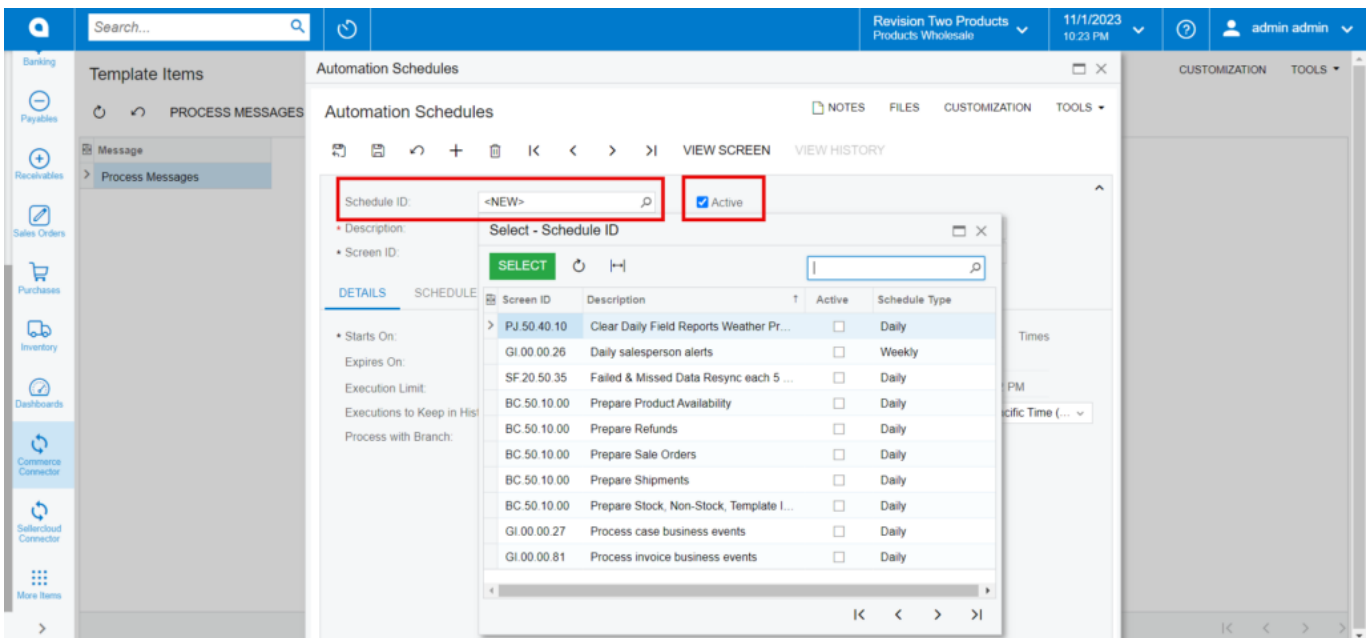 Search...
Revision Two Products
Products Wholesale
11/1/2023
10:23 PM
admin admin
Banking
Payables
Receivables
Sales Orders
Purchases
Inventory
Dashboards
Commerce
Connector
Sellercloud
Connector
More Items
Template Items
CUSTOMIZATION TOOLS
PROCESS MESSAGES
Message
Process Messages
Automation Schedules
Automation Schedules
NOTES FILES CUSTOMIZATION TOOLS
VIEW SCREEN VIEW HISTORY
Schedule ID: <NEW> Active
* Description:
* Screen ID:
DETAILS SCHEDULE
* Starts On: Times
Expires On:
Execution Limit: PM
Executions to Keep in Hist cific Time (...
Process with Branch:
Select - Schedule ID
SELECT
Screen ID Description Active Schedule Type
PJ.50.40.10 Clear Daily Field Reports Weather Pr... Daily
GI.00.00.26 Daily salesperson alerts Weekly
SF.20.50.35 Failed & Missed Data Resync each 5 ... Daily
BC.50.10.00 Prepare Product Availability Daily
BC.50.10.00 Prepare Refunds Daily
BC.50.10.00 Prepare Sale Orders Daily
BC.50.10.00 Prepare Shipments Daily
BC.50.10.00 Prepare Stock, Non-Stock, Template I... Daily
GI.00.00.27 Process case business events Daily
GI.00.00.81 Process invoice business events Daily